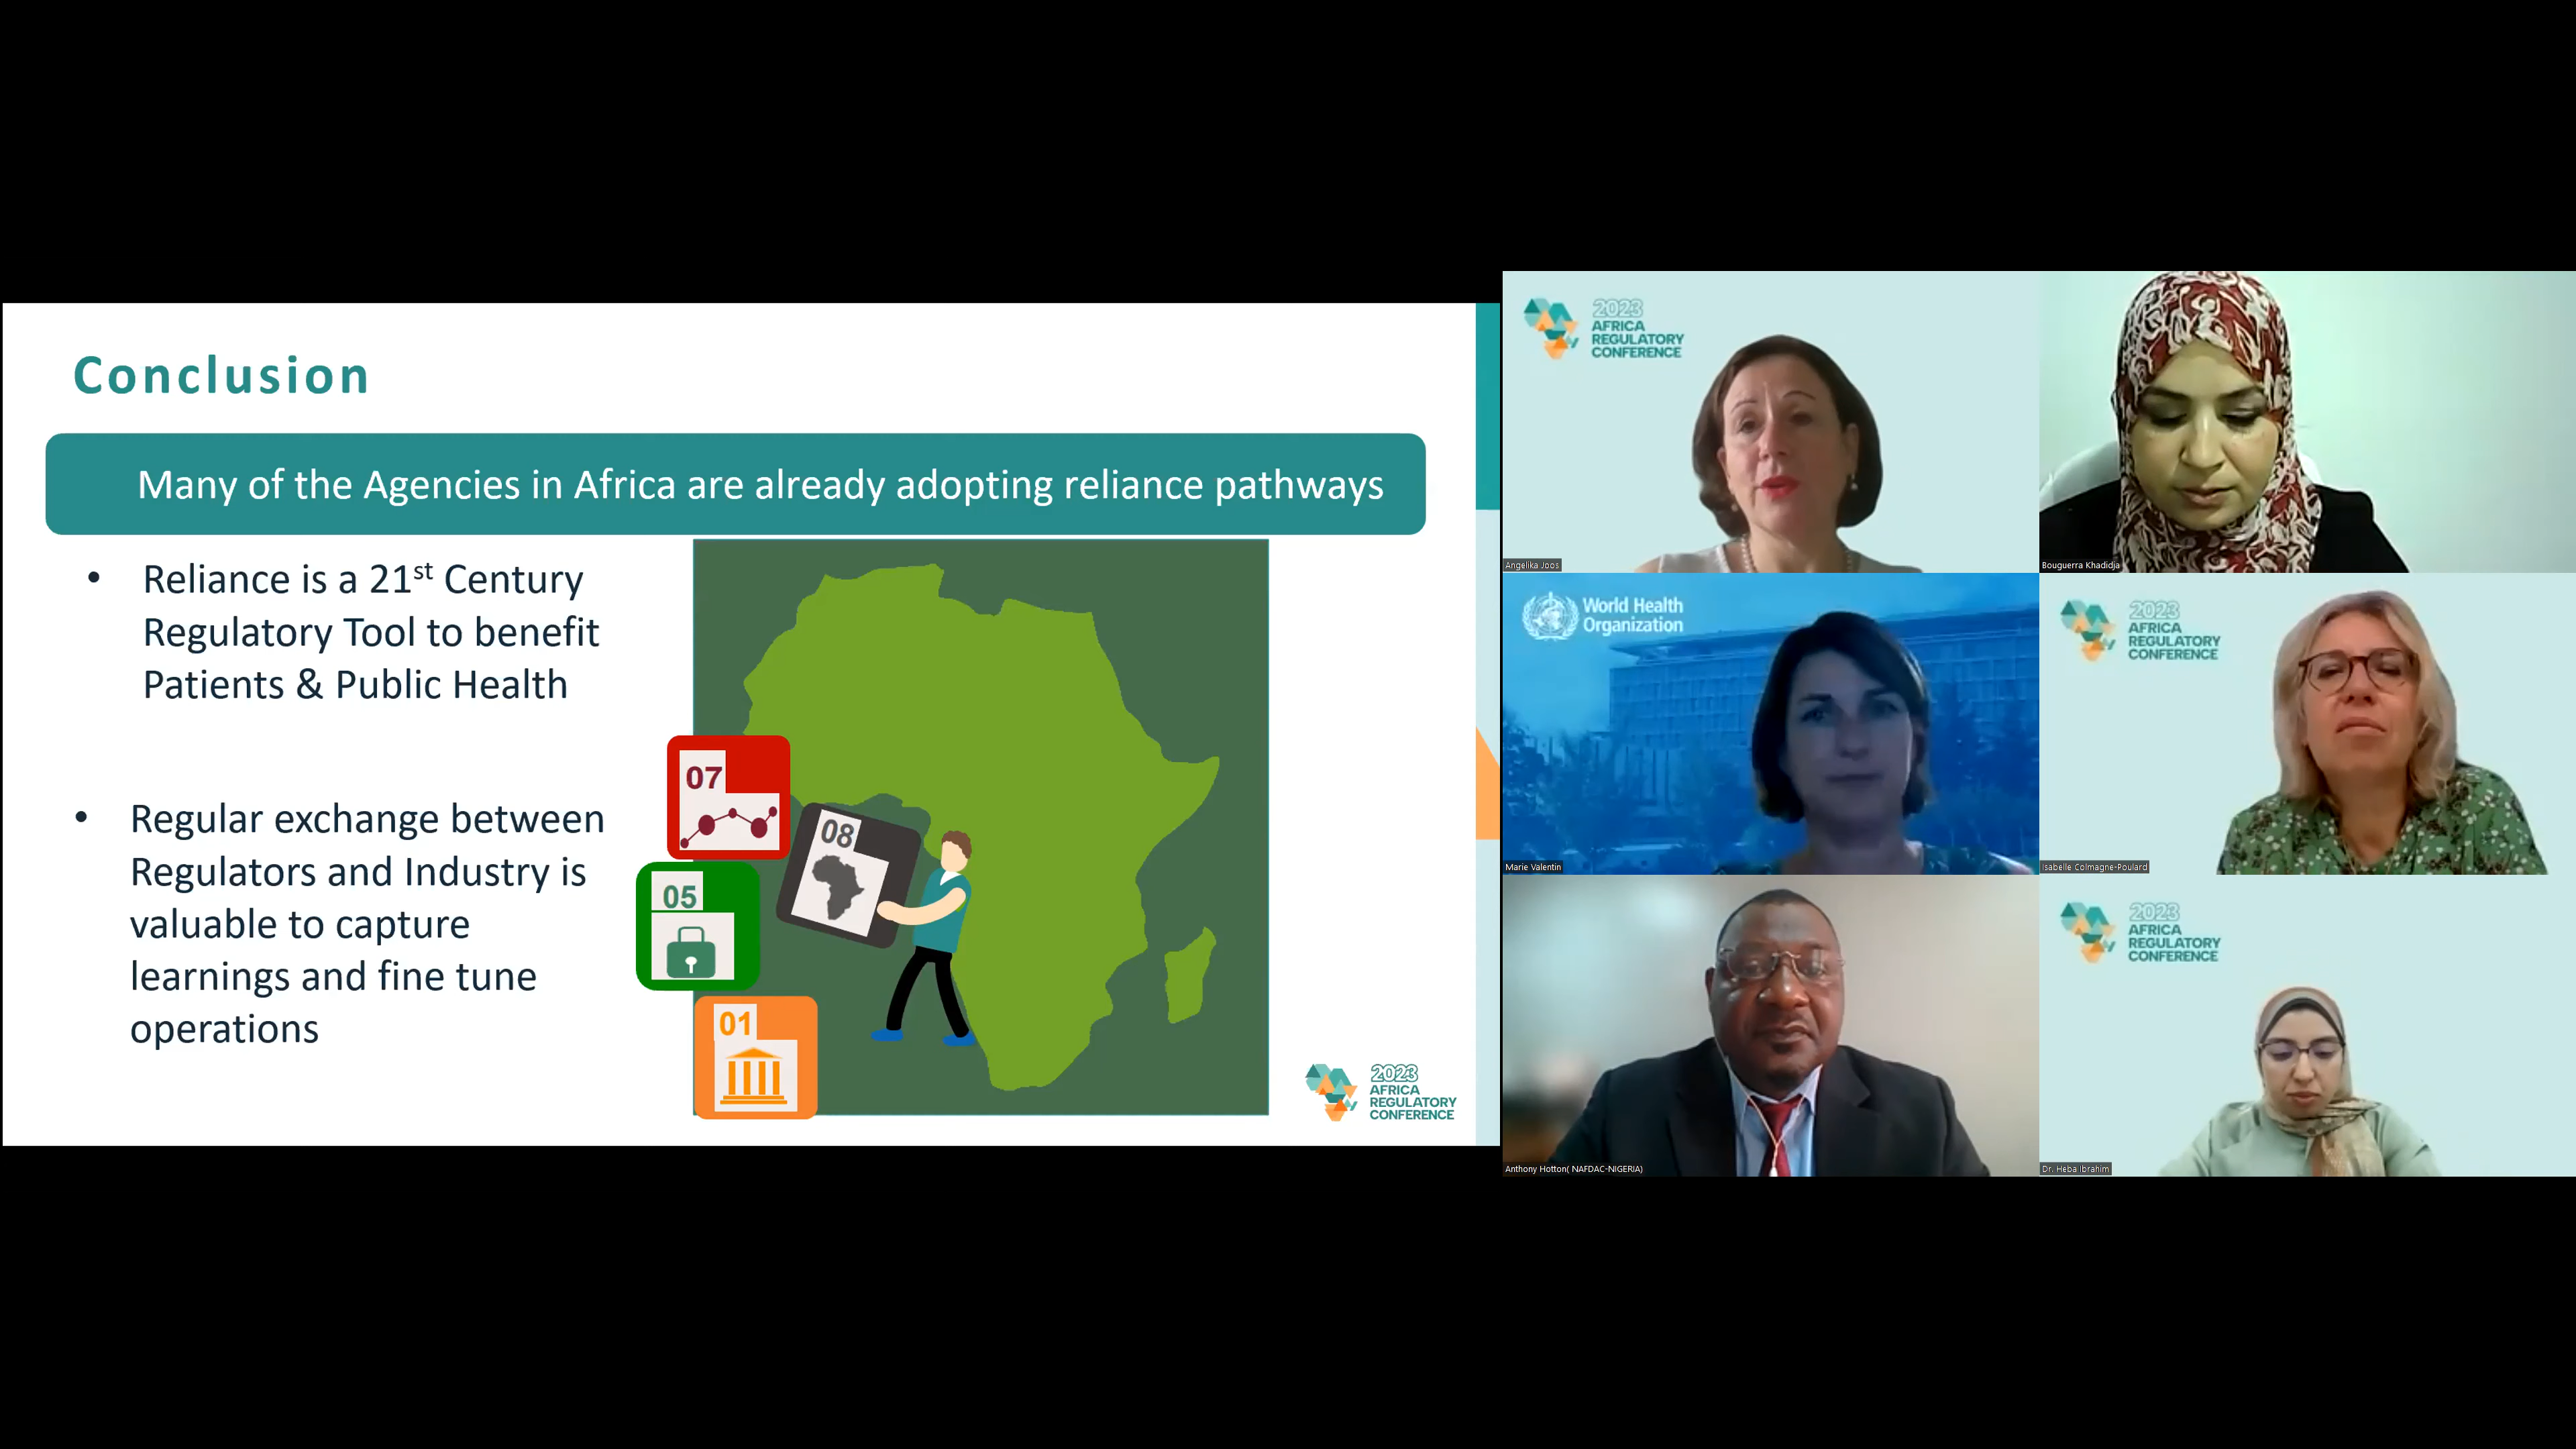 Conclusion
Many of the Agencies in Africa are already adopting reliance pathways
• Reliance is a 21st Century
Regulatory Tool to benefit
Patients & Public Health
• Regular exchange between
Regulators and Industry is
valuable to capture
learnings and fine tune
operations
07
08
05
01
2023
AFRICA
REGULATORY
CONFERENCE
2023
AFRICA
REGULATORY
CONFERENCE
Angelika Joos
Bouguerra Khadidja
World Health
Organization
Marie Valentin
2023
AFRICA
REGULATORY
CONFERENCE
Isabelle Colmagne-Poulard
Anthony Hotton( NAFDAC-NIGERIA)
2023
AFRICA
REGULATORY
CONFERENCE
Dr. Heba Ibrahim